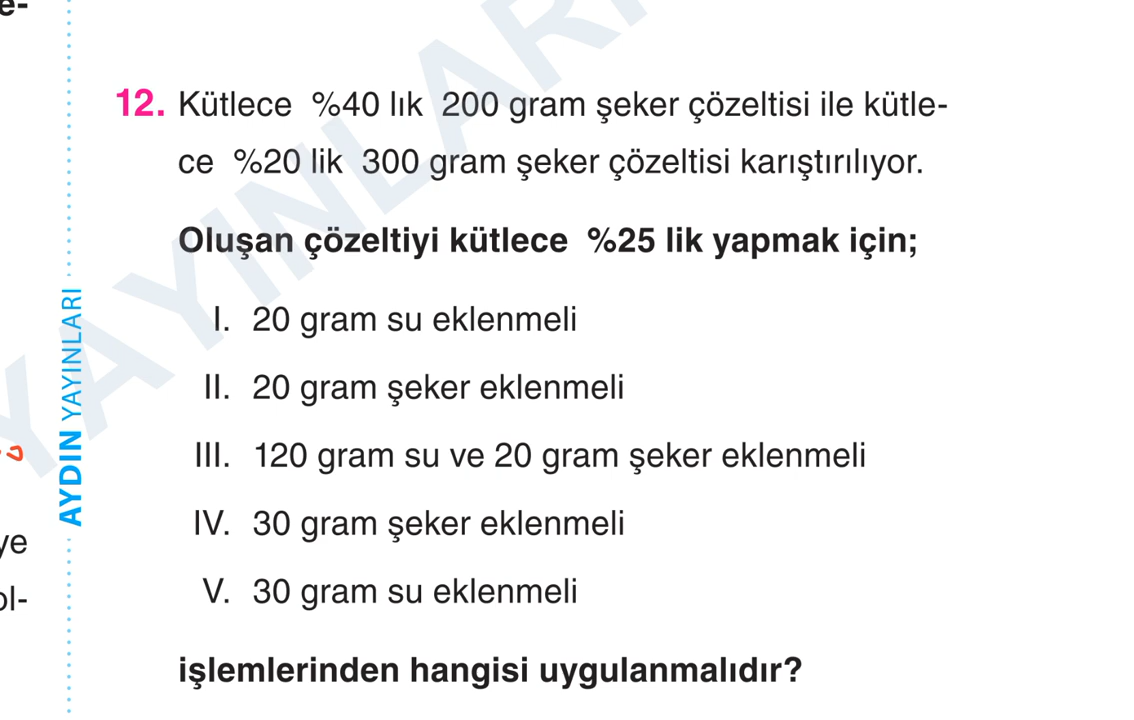 e-
12. Kütlece %40 lık 200 gram şeker çözeltisi ile kütle-
ce %20 lik 300 gram şeker çözeltisi karıştırılıyor.
Oluşan çözeltiyi kütlece %25 lik yapmak için;
I. 20 gram su eklenmeli
II. 20 gram şeker eklenmeli
III. 120 gram su ve 20 gram şeker eklenmeli
IV. 30 gram şeker eklenmeli
V. 30 gram su eklenmeli
işlemlerinden hangisi uygulanmalıdır?
AYDIN YAYINLARI
YAYINLARI
ye
ol-